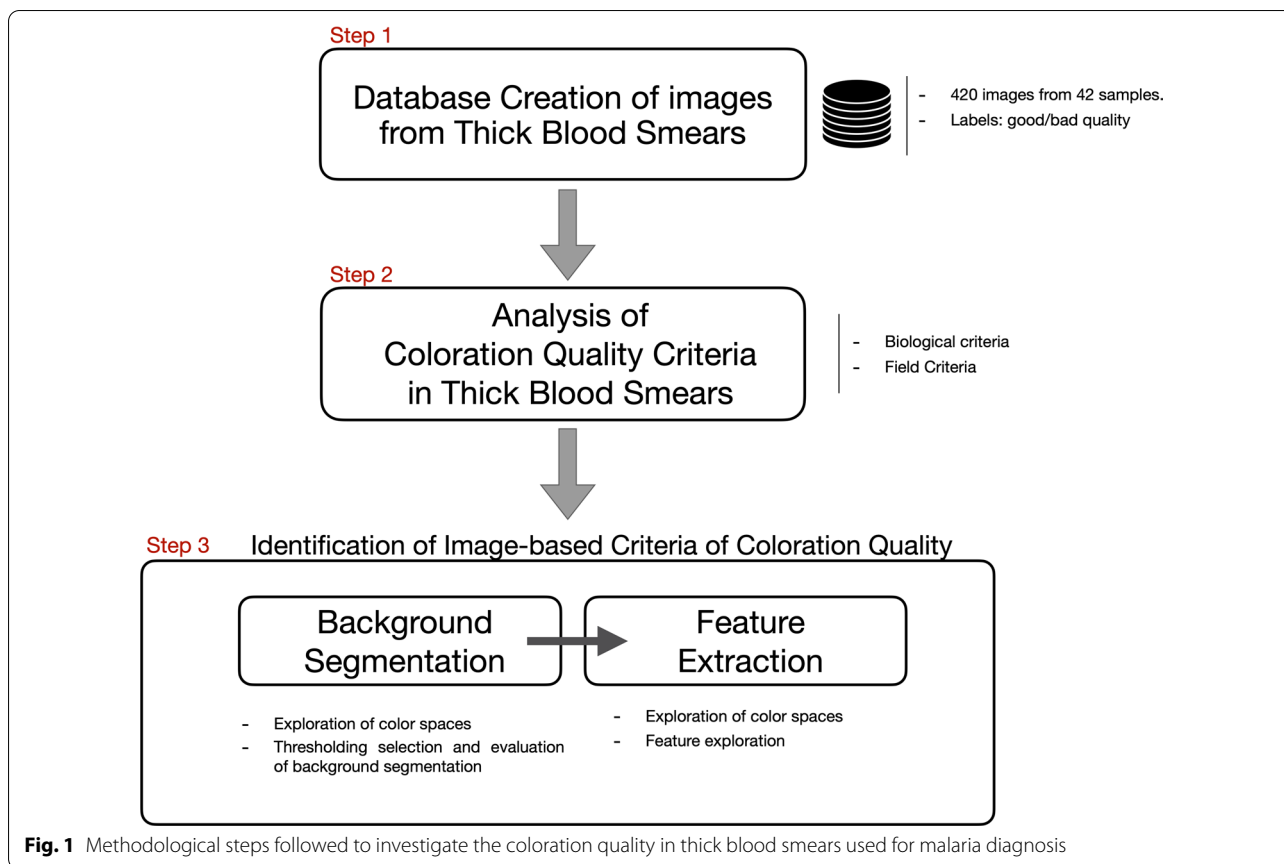 Step 1
Database Creation of images
from Thick Blood Smears
- 420 images from 42 samples.
- Labels: good/bad quality
Step 2
Analysis of
Coloration Quality Criteria
in Thick Blood Smears
- Biological criteria
- Field Criteria
Step 3 Identification of Image-based Criteria of Coloration Quality
Background
Segmentation
- Exploration of color spaces
- Thresholding selection and evaluation
of background segmentation
Feature
Extraction
- Exploration of color spaces
- Feature exploration
Fig. 1 Methodological steps followed to investigate the coloration quality in thick blood smears used for malaria diagnosis